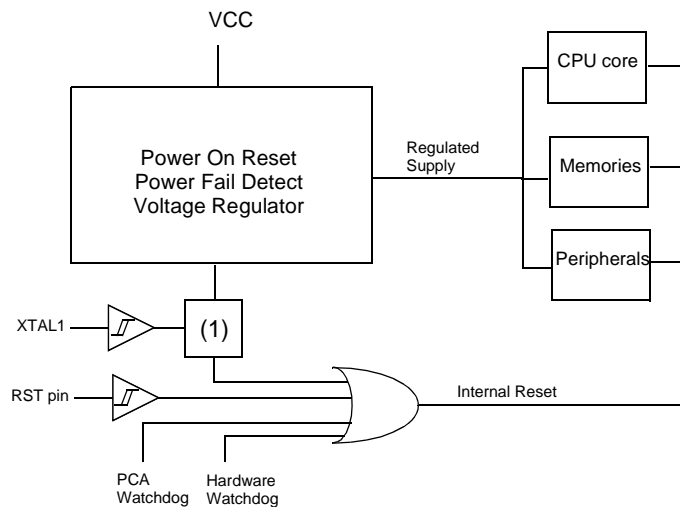 VCC
CPU core
Power On Reset
Power Fail Detect
Voltage Regulator
Regulated
Supply
Memories
Peripherals
XTAL1
(1)
RST pin
Internal Reset
PCA
Watchdog
Hardware
Watchdog